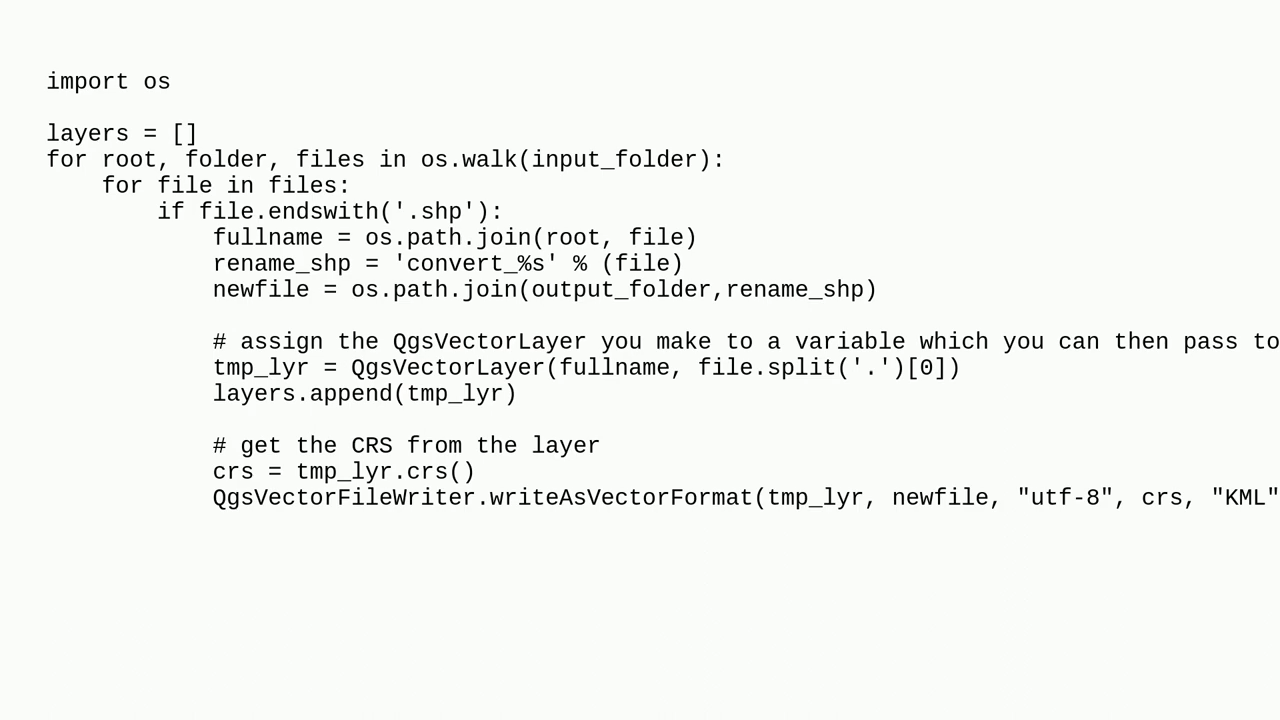 import os
layers = []
for root, folder, files in os.walk(input_folder):
    for file in files:
        if file.endswith('.shp'):
            fullname = os.path.join(root, file)
            rename_shp = 'convert_%s' % (file)
            newfile = os.path.join(output_folder,rename_shp)
            # assign the QgsVectorLayer you make to a variable which you can then pass to
            tmp_lyr = QgsVectorLayer(fullname, file.split('.')[0])
            layers.append(tmp_lyr)
            # get the CRS from the layer
            crs = tmp_lyr.crs()
            QgsVectorFileWriter.writeAsVectorFormat(tmp_lyr, newfile, "utf-8", crs, "KML"